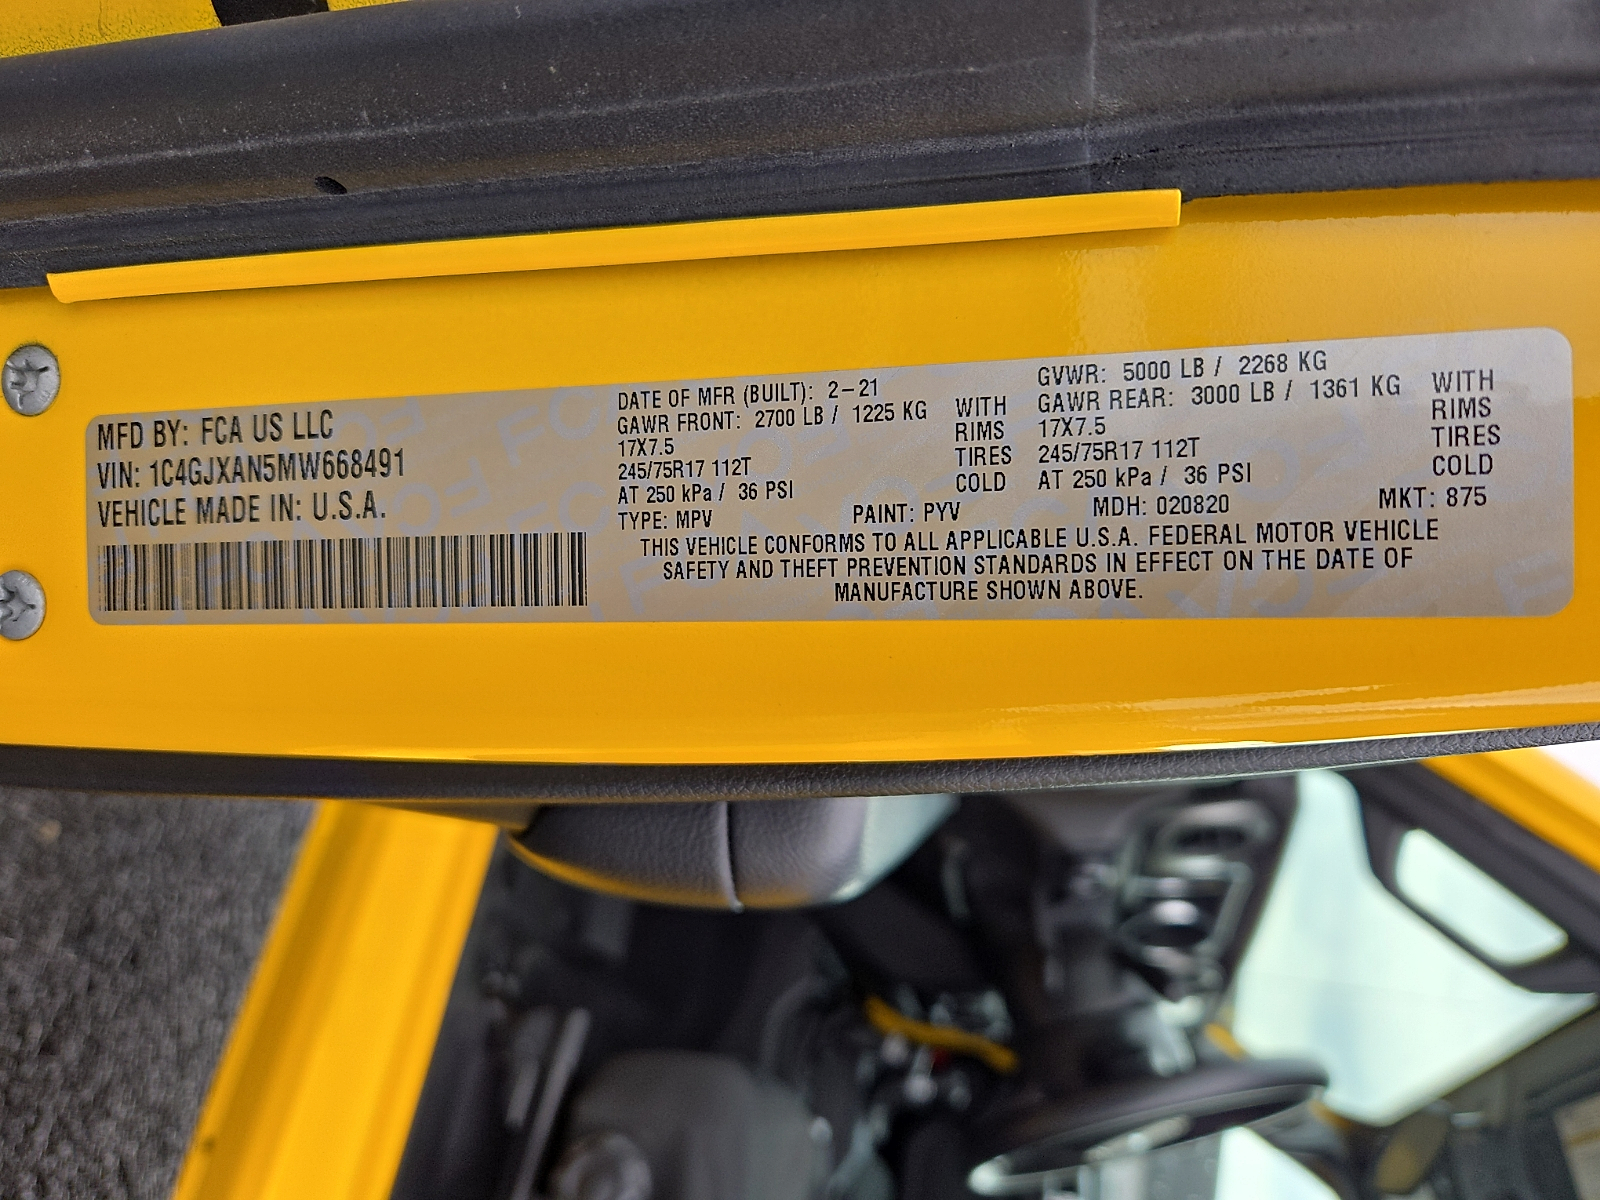 MFD BY: FCA US LLC
VIN: 1C4GJXAN5MW668491
VEHICLE MADE IN: U.S.A.
DATE OF MFR (BUILT): 2-21
GAWR FRONT: 2700 LB / 1225 KG WITH
17X7.5 RIMS
245/75R17 112T TIRES
AT 250 kPa / 36 PSI COLD
GVWR: 5000 LB / 2268 KG
GAWR REAR: 3000 LB / 1361 KG WITH
17X7.5 RIMS
245/75R17 112T TIRES
AT 250 kPa / 36 PSI COLD
TYPE: MPV PAINT: PYV MDH: 020820 MKT: 875
THIS VEHICLE CONFORMS TO ALL APPLICABLE U.S.A. FEDERAL MOTOR VEHICLE
SAFETY AND THEFT PREVENTION STANDARDS IN EFFECT ON THE DATE OF
MANUFACTURE SHOWN ABOVE.